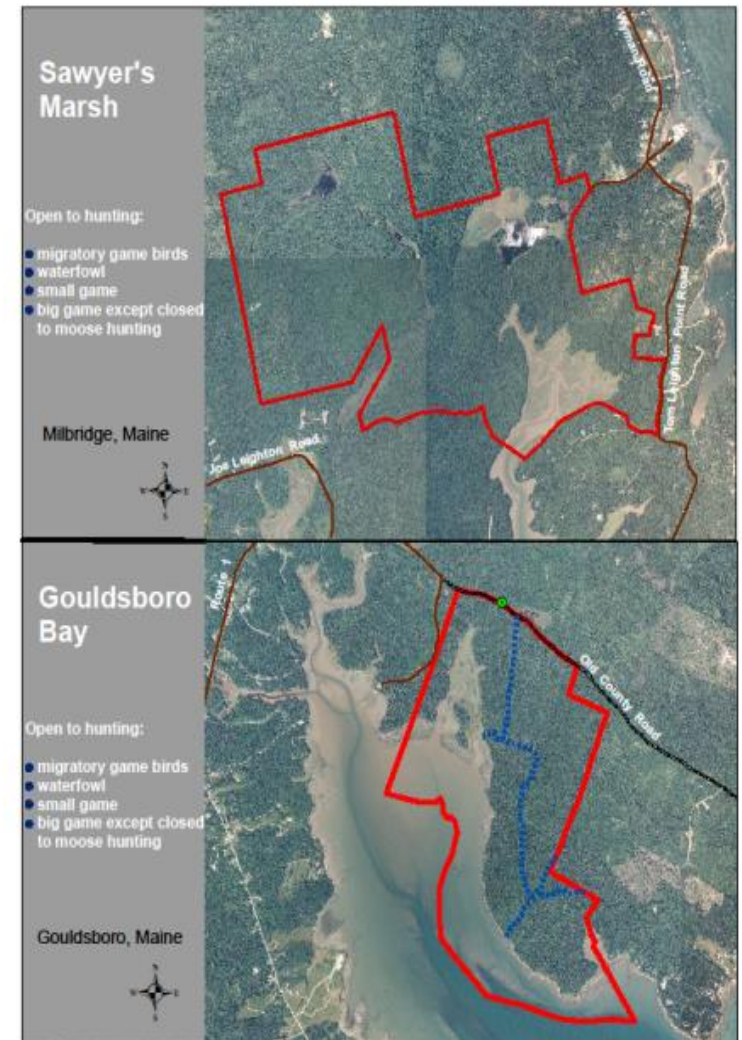 Sawyer's
Marsh
Open to hunting:
migratory game birds
waterfowl
small game
big game except closed
to moose hunting
Milbridge, Maine
N
W E
S
Wyman Road
Tom Leighton Point Road
Joe Leighton Road
Gouldsboro
Bay
Open to hunting:
migratory game birds
waterfowl
small game
big game except closed
to moose hunting
Gouldsboro, Maine
N
W E
S
Route 1
Old County Road